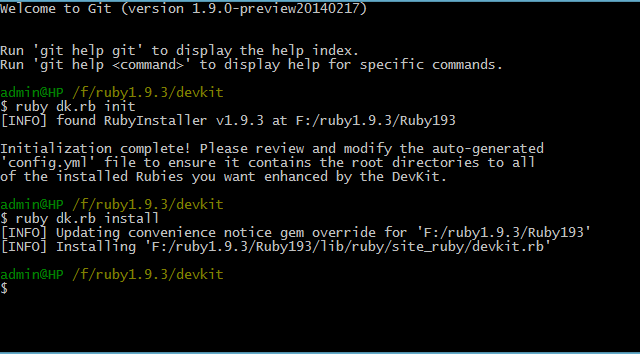 Welcome to Git (version 1.9.0-preview20140217)
Run 'git help git' to display the help index.
Run 'git help <command>' to display help for specific commands.
admin@HP /f/ruby1.9.3/devkit
$ ruby dk.rb init
[INFO] found RubyInstaller v1.9.3 at F:/ruby1.9.3/Ruby193
Initialization complete! Please review and modify the auto-generated
'config.yml' file to ensure it contains the root directories to all
of the installed Rubies you want enhanced by the DevKit.
admin@HP /f/ruby1.9.3/devkit
$ ruby dk.rb install
[INFO] Updating convenience notice gem override for 'F:/ruby1.9.3/Ruby193'
[INFO] Installing 'F:/ruby1.9.3/Ruby193/lib/ruby/site_ruby/devkit.rb'
admin@HP /f/ruby1.9.3/devkit
$